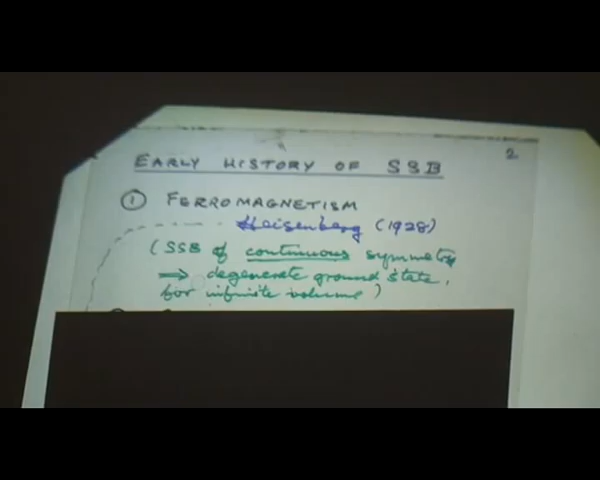 2
EARLY HISTORY OF SSB
① FERROMAGNETISM
Heisenberg (1928)
(SSB of continuous symmetry
⇒ degenerate ground state,
for infinite volume)